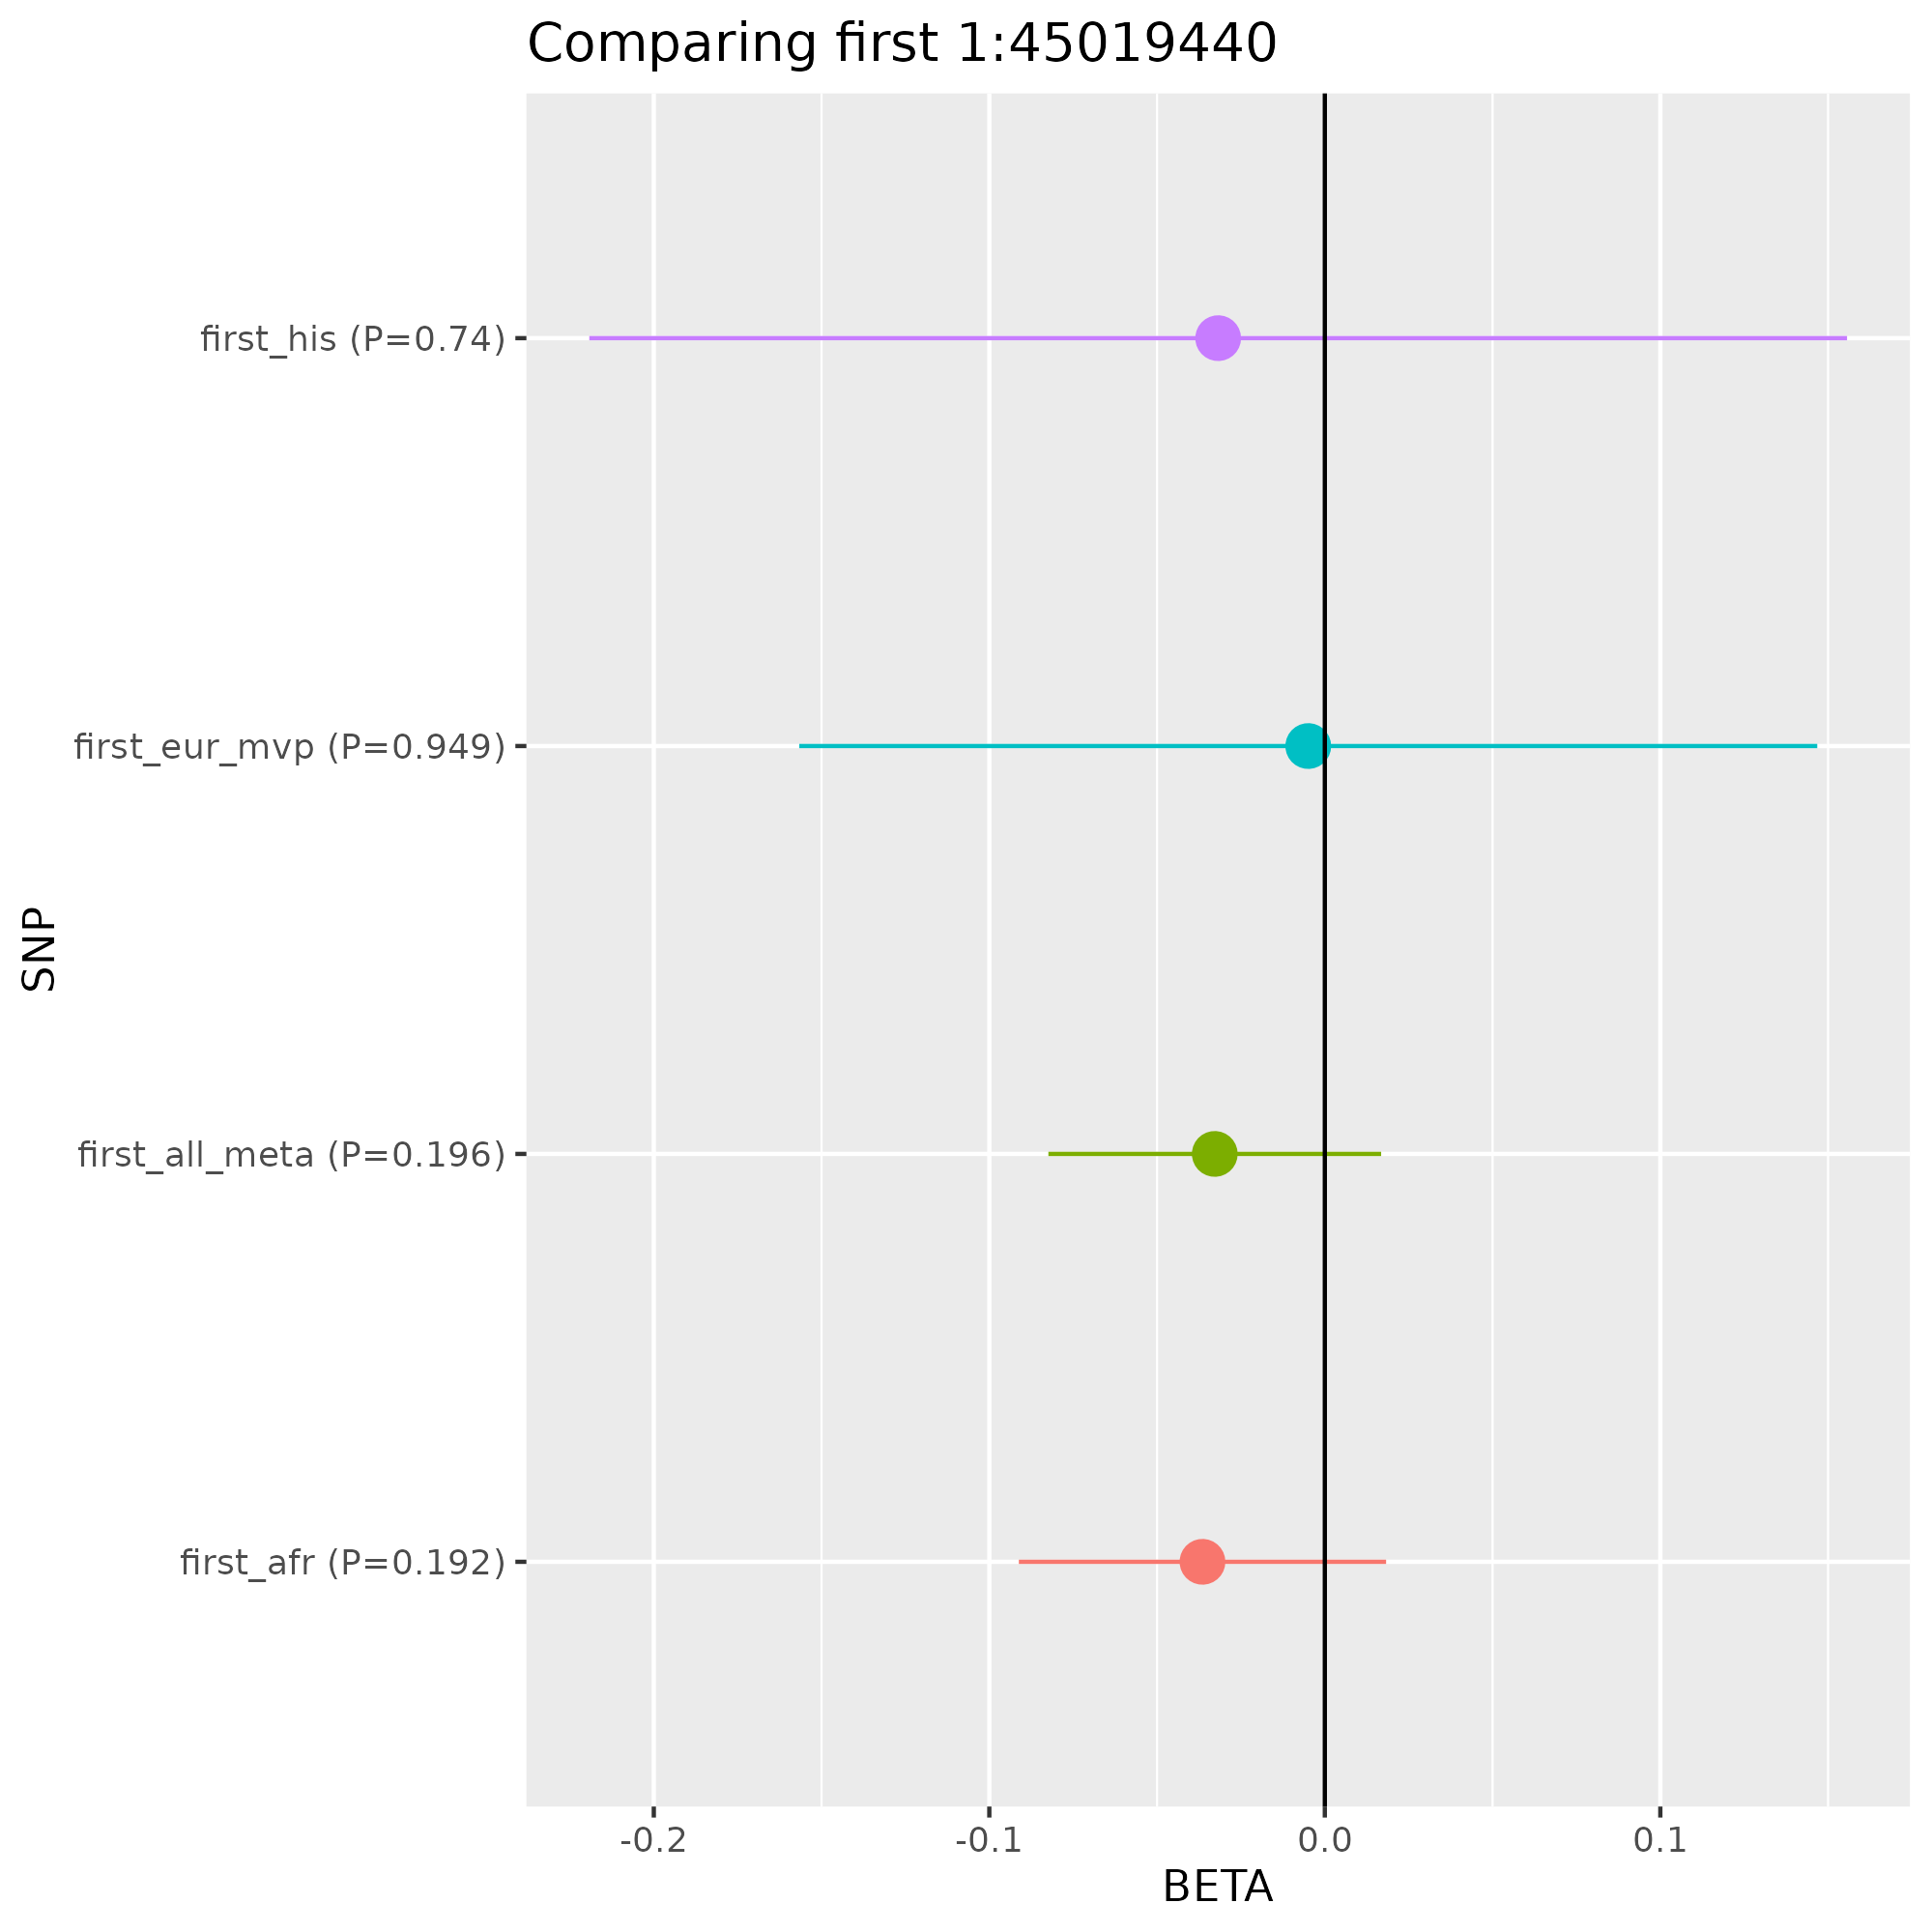 Comparing first 1:45019440
SNP
first_his (P=0.74)
first_eur_mvp (P=0.949)
first_all_meta (P=0.196)
first_afr (P=0.192)
-0.2 -0.1 0.0 0.1
BETA